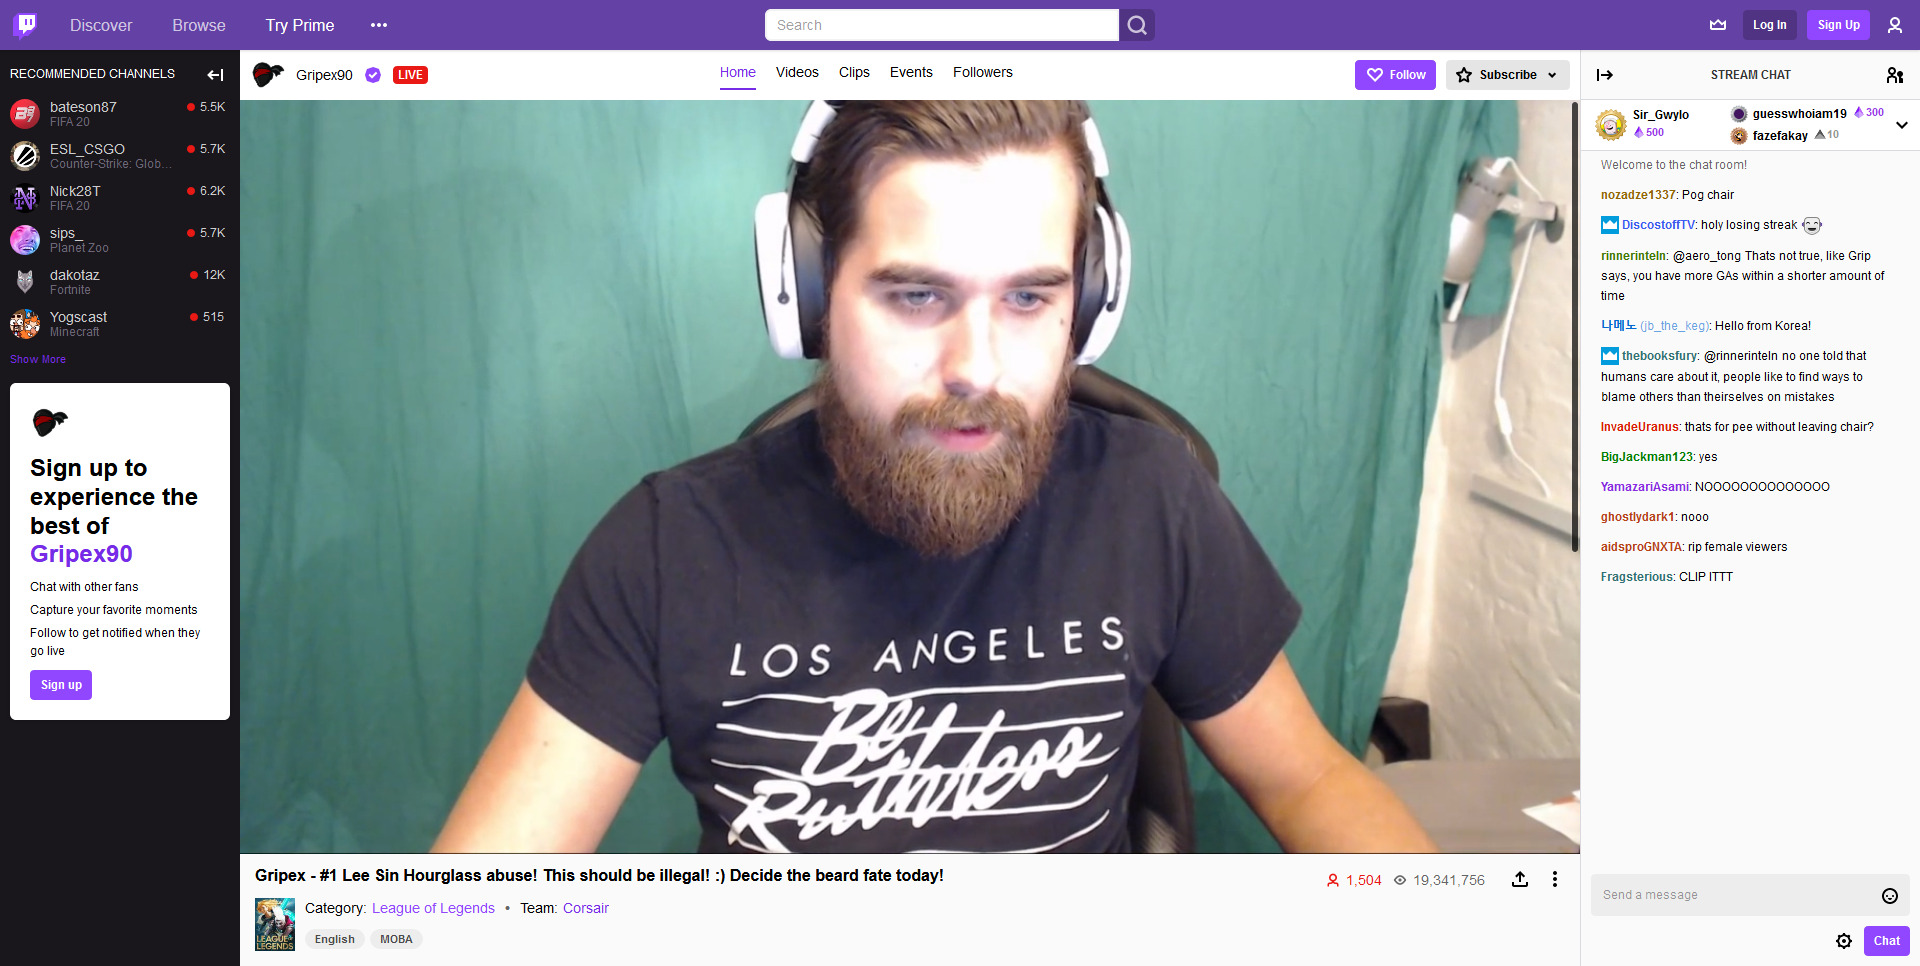 Discover Browse Try Prime
Search
Log In Sign Up
RECOMMENDED CHANNELS
bateson87 5.5K
FIFA 20
ESL_CSGO 5.7K
Counter-Strike: Glob...
Nick28T 6.2K
FIFA 20
sips_ 5.7K
Planet Zoo
dakotaz 12K
Fortnite
Yogscast 515
Minecraft
Show More
Sign up to
experience the
best of
Gripex90
Chat with other fans
Capture your favorite moments
Follow to get notified when they
go live
Sign up
Gripex90 LIVE
Home Videos Clips Events Followers
Follow Subscribe
LOS ANGELES
Be Ruthless
Ruthless
Gripex - #1 Lee Sin Hourglass abuse! This should be illegal! :) Decide the beard fate today!
1,504 19,341,756
Category: League of Legends • Team: Corsair
LEAGUE OF
LEGENDS
English MOBA
STREAM CHAT
Sir_Gwylo
500
guesswhoiam19 300
fazefakay 10
Welcome to the chat room!
nozadze1337: Pog chair
DiscostoffTV: holy losing streak
rinnerinteln: @aero_tong Thats not true, like Grip
says, you have more GAs within a shorter amount of
time
나메노 (jb_the_keg): Hello from Korea!
thebooksfury: @rinnerinteln no one told that
humans care about it, people like to find ways to
blame others than theirselves on mistakes
InvadeUranus: thats for pee without leaving chair?
BigJackman123: yes
YamazariAsami: NOOOOOOOOOOOOOO
ghostlydark1: nooo
aidsproGNXTA: rip female viewers
Fragsterious: CLIP ITTT
Send a message
Chat